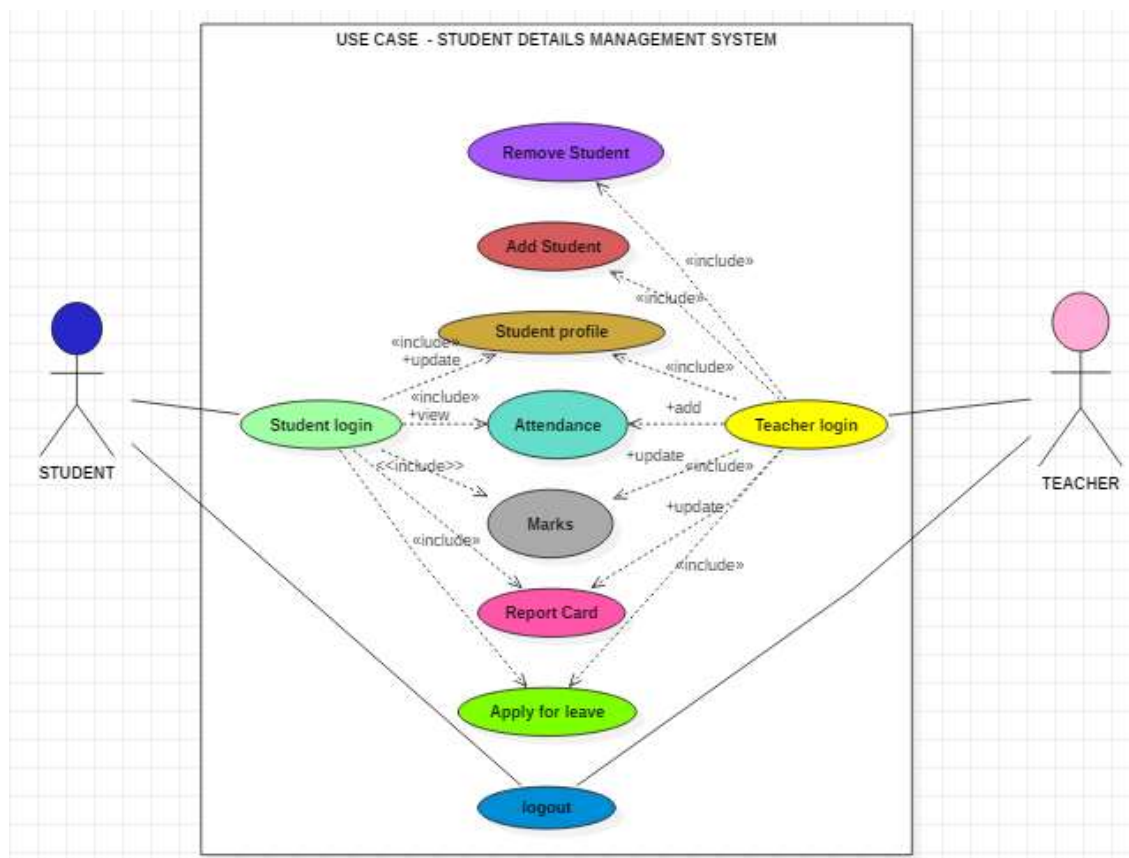 USE CASE - STUDENT DETAILS MANAGEMENT SYSTEM
Remove Student
Add Student
«include»
«include»
Student profile
«include»
+update
«include»
«include»
+view
+add
Student login
Attendance
Teacher login
STUDENT
TEACHER
<<include>>
+update
«include»
Marks
+update
«include»
«include»
Report Card
Apply for leave
logout